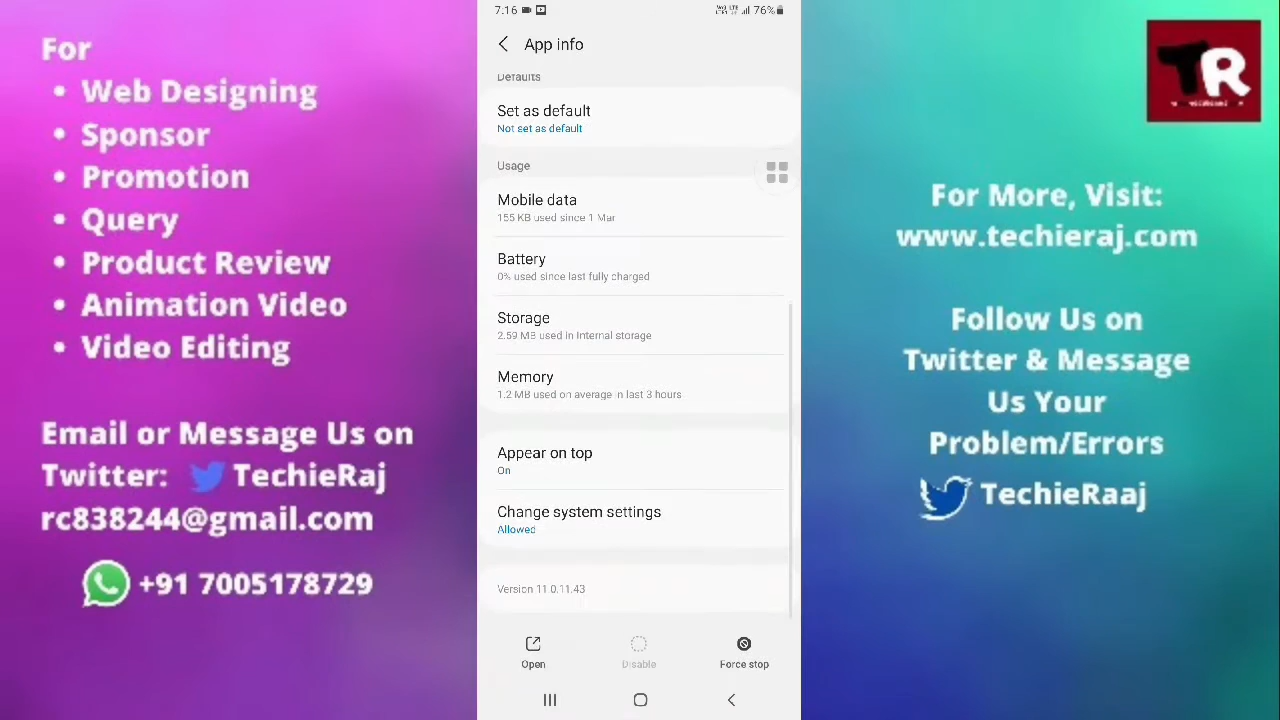 For
• Web Designing
• Sponsor
• Promotion
• Query
• Product Review
• Animation Video
• Video Editing
Email or Message Us on
Twitter: TechieRaj
rc838244@gmail.com
+91 7005178729
7:16
76%
App info
Defaults
Set as default
Not set as default
Usage
Mobile data
155 KB used since 1 Mar
Battery
0% used since last fully charged
Storage
2.59 MB used in Internal storage
Memory
1.2 MB used on average in last 3 hours
Appear on top
On
Change system settings
Allowed
Version 11.0.11.43
Open
Disable
Force stop
TR
For More, Visit:
www.techieraj.com
Follow Us on
Twitter & Message
Us Your
Problem/Errors
TechieRaaj